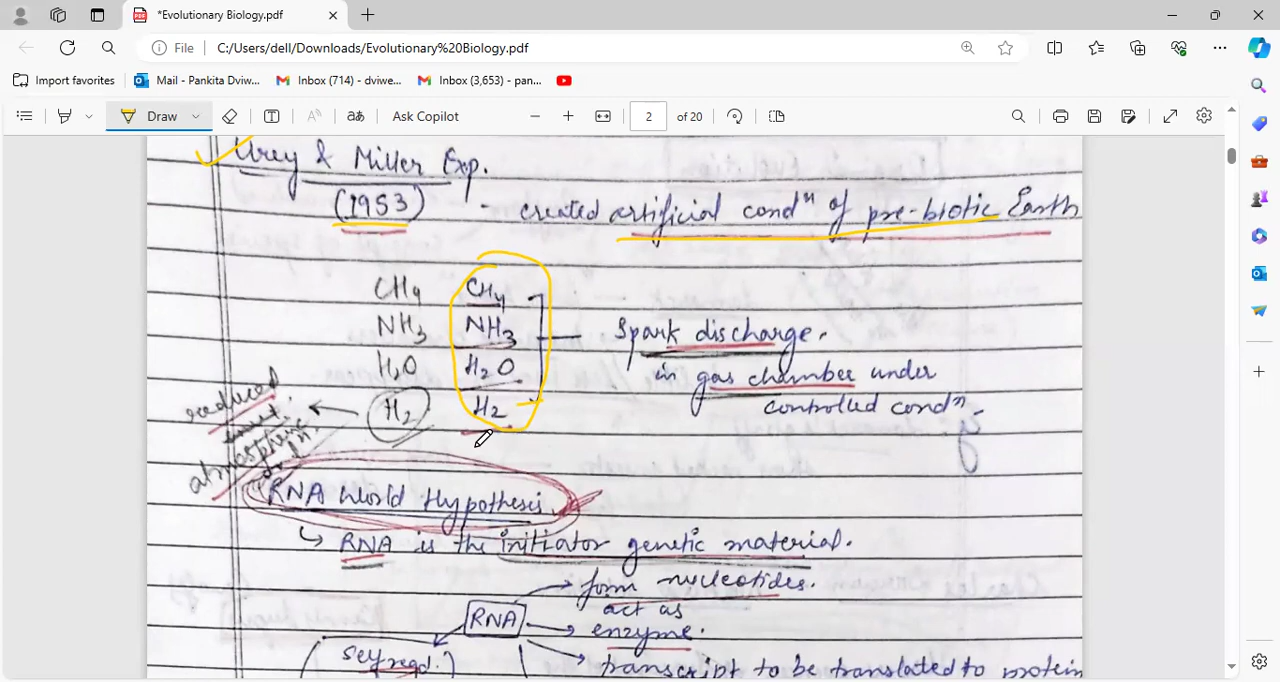 *Evolutionary Biology.pdf
File C:/Users/dell/Downloads/Evolutionary%20Biology.pdf
Import favorites Mail - Pankita Dviw... Inbox (714) - dviwe... Inbox (3,653) - pan...
Draw Ask Copilot 2 of 20
Urey & Miller Exp.
(1953) - created artificial condn of pre-biotic Earth
CH4 CH4
NH3 NH3 Spark discharge.
H2O H2O in gas chamber under
H2 H2 controlled condn.
reduced
atmospheric
RNA World Hypothesis
RNA is the initiator genetic material.
form nucleotides.
RNA act as
enzyme.
transcript to be translated to protein